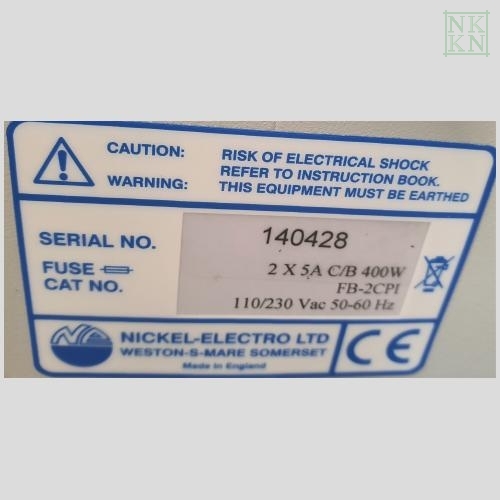 NK
KN
CAUTION: RISK OF ELECTRICAL SHOCK
REFER TO INSTRUCTION BOOK.
WARNING: THIS EQUIPMENT MUST BE EARTHED
SERIAL NO. 140428
FUSE 2 X 5A C/B 400W
CAT NO. FB-2CPI
110/230 Vac 50-60 Hz
NE NICKEL-ELECTRO LTD
WESTON-S-MARE SOMERSET
Made in England
CE